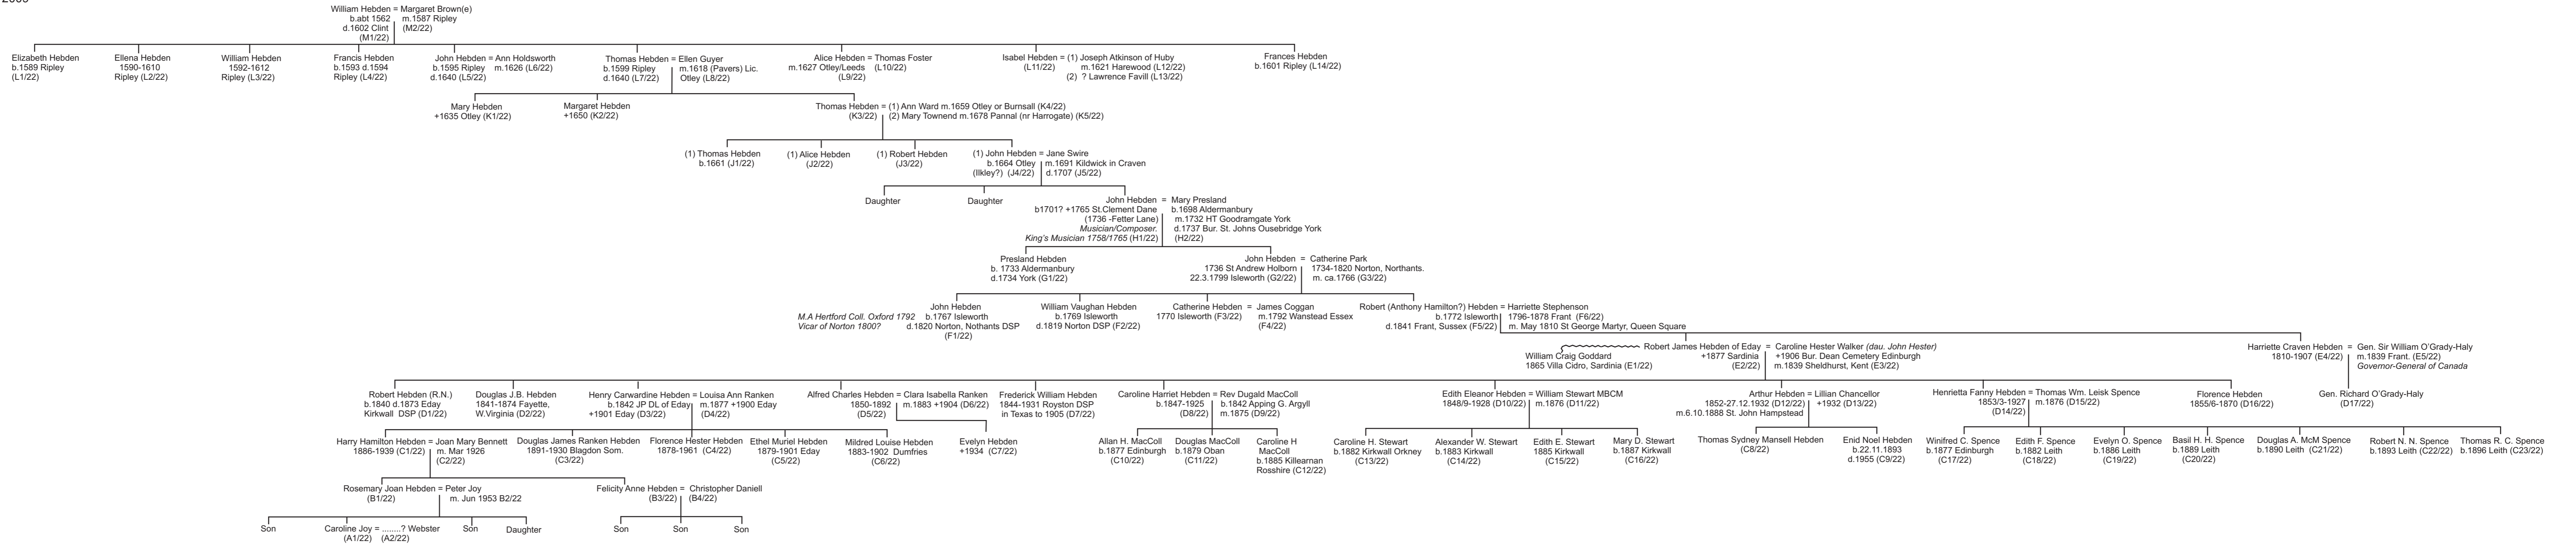 William Hebden = Margaret Brown(e)
b.abt 1562 m.1587 Ripley
d.1602 Clint (M2/22)
(M1/22)
Elizabeth Hebden
b.1589 Ripley
(L1/22)
Ellena Hebden
1590-1610
Ripley (L2/22)
William Hebden
1592-1612
Ripley (L3/22)
Francis Hebden
b.1593 d.1594
Ripley (L4/22)
John Hebden = Ann Holdsworth
b.1595 Ripley m.1626 (L6/22)
d.1640 (L5/22)
Thomas Hebden = Ellen Guyer
b.1599 Ripley m.1618 (Pavers) Lic.
d.1640 (L7/22) Otley (L8/22)
Alice Hebden = Thomas Foster
m.1627 Otley/Leeds (L10/22)
(L9/22)
Isabel Hebden = (1) Joseph Atkinson of Huby
(L11/22) m.1621 Harewood (L12/22)
(2) ? Lawrence Favill (L13/22)
Frances Hebden
b.1601 Ripley (L14/22)
Mary Hebden
+1635 Otley (K1/22)
Margaret Hebden
+1650 (K2/22)
Thomas Hebden = (1) Ann Ward m.1659 Otley or Burnsall (K4/22)
(K3/22) (2) Mary Townend m.1678 Pannal (nr Harrogate) (K5/22)
(1) Thomas Hebden
b.1661 (J1/22)
(1) Alice Hebden
(J2/22)
(1) Robert Hebden
(J3/22)
(1) John Hebden = Jane Swire
b.1664 Otley m.1691 Kildwick in Craven
(Ilkley?) (J4/22) d.1707 (J5/22)
Daughter
Daughter
John Hebden = Mary Presland
b1701? +1765 St.Clement Dane b.1698 Aldermanbury
(1736 -Fetter Lane) m.1732 HT Goodramgate York
Musician/Composer. d.1737 Bur. St. Johns Ousebridge York
King's Musician 1758/1765 (H1/22) (H2/22)
Presland Hebden
b. 1733 Aldermanbury
d.1734 York (G1/22)
John Hebden = Catherine Park
1736 St Andrew Holborn 1734-1820 Norton, Northants.
22.3.1799 Isleworth (G2/22) m. ca.1766 (G3/22)
John Hebden
M.A Hertford Coll. Oxford 1792 b.1767 Isleworth
Vicar of Norton 1800? d.1820 Norton, Nothants DSP
(F1/22)
William Vaughan Hebden
b.1769 Isleworth
d.1819 Norton DSP (F2/22)
Catherine Hebden = James Coggan
1770 Isleworth (F3/22) m.1792 Wanstead Essex
(F4/22)
Robert (Anthony Hamilton?) Hebden = Harriette Stephenson
b.1772 Isleworth 1796-1878 Frant (F6/22)
d.1841 Frant, Sussex (F5/22) m. May 1810 St George Martyr, Queen Square
William Craig Goddard
1865 Villa Cidro, Sardinia (E1/22)
Robert James Hebden of Eday = Caroline Hester Walker (dau. John Hester)
+1877 Sardinia +1906 Bur. Dean Cemetery Edinburgh
(E2/22) m.1839 Sheldhurst, Kent (E3/22)
Harriette Craven Hebden = Gen. Sir William O'Grady-Haly
1810-1907 (E4/22) m.1839 Frant. (E5/22)
Governor-General of Canada
Robert Hebden (R.N.)
b.1840 d.1873 Eday
Kirkwall DSP (D1/22)
Douglas J.B. Hebden
1841-1874 Fayette,
W.Virginia (D2/22)
Henry Carwardine Hebden = Louisa Ann Ranken
b.1842 JP DL of Eday m.1877 +1900 Eday
+1901 Eday (D3/22) (D4/22)
Alfred Charles Hebden = Clara Isabella Ranken
1850-1892 m.1883 +1904 (D6/22)
(D5/22)
Frederick William Hebden
1844-1931 Royston DSP
in Texas to 1905 (D7/22)
Caroline Harriet Hebden = Rev Dugald MacColl
b.1847-1925 b.1842 Apping G. Argyll
(D8/22) m.1875 (D9/22)
Edith Eleanor Hebden = William Stewart MBCM
1848/9-1928 (D10/22) m.1876 (D11/22)
Arthur Hebden = Lillian Chancellor
1852-27.12.1932 (D12/22) +1932 (D13/22)
m.6.10.1888 St. John Hampstead
Henrietta Fanny Hebden = Thomas Wm. Leisk Spence
1853/3-1927 m.1876 (D15/22)
(D14/22)
Florence Hebden
1855/6-1870 (D16/22)
Gen. Richard O'Grady-Haly
(D17/22)
Harry Hamilton Hebden = Joan Mary Bennett
1886-1939 (C1/22) m. Mar 1926
(C2/22)
Douglas James Ranken Hebden
1891-1930 Blagdon Som.
(C3/22)
Florence Hester Hebden
1878-1961 (C4/22)
Ethel Muriel Hebden
1879-1901 Eday
(C5/22)
Mildred Louise Hebden
1883-1902 Dumfries
(C6/22)
Evelyn Hebden
+1934 (C7/22)
Allan H. MacColl
b.1877 Edinburgh
(C10/22)
Douglas MacColl
b.1879 Oban
(C11/22)
Caroline H
MacColl
b.1885 Killearnan
Rosshire (C12/22)
Caroline H. Stewart
b.1882 Kirkwall Orkney
(C13/22)
Alexander W. Stewart
b.1883 Kirkwall
(C14/22)
Edith E. Stewart
1885 Kirkwall
(C15/22)
Mary D. Stewart
b.1887 Kirkwall
(C16/22)
Thomas Sydney Mansell Hebden
(C8/22)
Enid Noel Hebden
b.22.11.1893
d.1955 (C9/22)
Winifred C. Spence
b.1877 Edinburgh
(C17/22)
Edith F. Spence
b.1882 Leith
(C18/22)
Evelyn O. Spence
b.1886 Leith
(C19/22)
Basil H. H. Spence
b.1889 Leith
(C20/22)
Douglas A. McM Spence
b.1890 Leith (C21/22)
Robert N. N. Spence
b.1893 Leith (C22/22)
Thomas R. C. Spence
b.1896 Leith (C23/22)
Rosemary Joan Hebden = Peter Joy
(B1/22) m. Jun 1953 B2/22
Felicity Anne Hebden = Christopher Daniell
(B3/22) (B4/22)
Son
Caroline Joy = ........? Webster
(A1/22) (A2/22)
Son
Daughter
Son
Son
Son